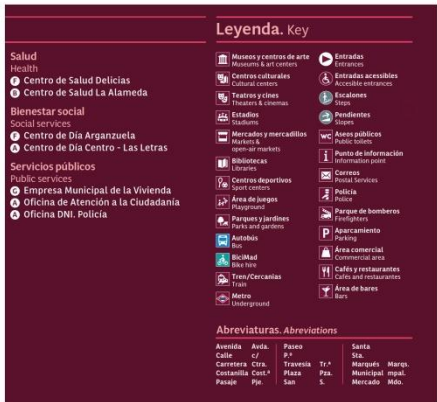 Salud
Health
F Centro de Salud Delicias
B Centro de Salud La Alameda
Bienestar social
Social services
F Centro de Día Arganzuela
A Centro de Día Centro - Las Letras
Servicios públicos
Public services
G Empresa Municipal de la Vivienda
A Oficina de Atención a la Ciudadanía
A Oficina DNI. Policía
Leyenda. Key
Museos y centros de arte
Museums & art centers
Centros culturales
Cultural centers
Teatros y cines
Theaters & cinemas
Estadios
Stadiums
Mercados y mercadillos
Markets &
open-air markets
Bibliotecas
Libraries
Centros deportivos
Sport centers
Área de juegos
Playground
Parques y jardines
Parks and gardens
Autobús
Bus
BiciMad
Bike hire
Tren/Cercanias
Train
Metro
Underground
Entradas
Entrances
Entradas acessibles
Accesible entrances
Escalones
Steps
Pendientes
Slopes
WC Aseos públicos
Public toilets
i Punto de información
Information point
Correos
Postal Services
Policía
Police
Parque de bomberos
Firefighters
P Aparcamiento
Parking
Área comercial
Commercial area
Cafés y restaurantes
Cafés and restaurantes
Área de bares
Bars
Abreviaturas. Abreviations
Avenida Avda.
Calle c/
Carretera Ctra.
Costanilla Cost.ª
Pasaje Pje.
Paseo
P.º
Travesía Tr.ª
Plaza Pza.
San S.
Santa
Sta.
Marqués Marqs.
Municipal mpal.
Mercado Mdo.